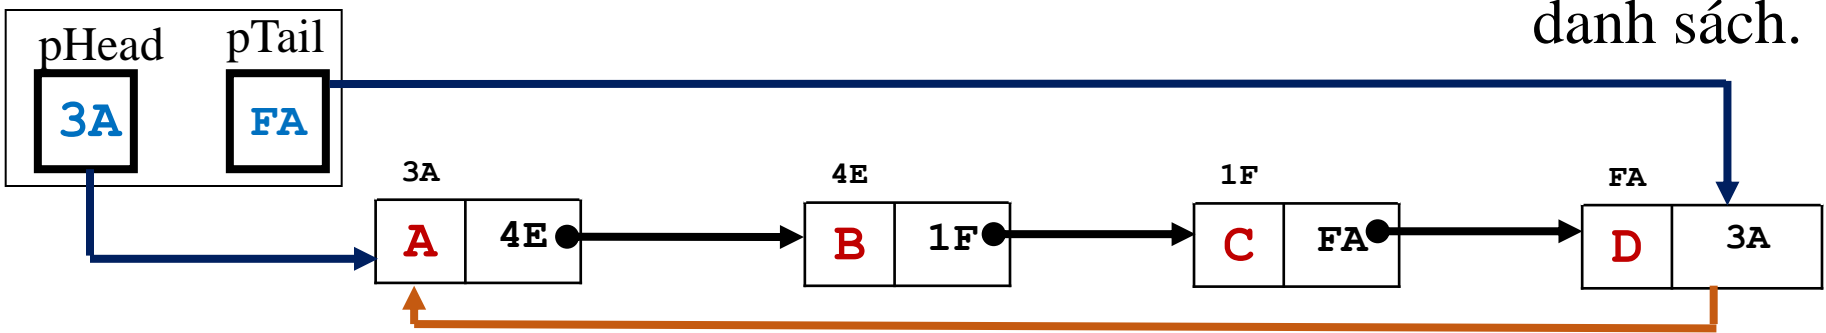 danh sách.
pHead pTail
3A FA
3A 4E 1F FA
A 4E B 1F C FA D 3A